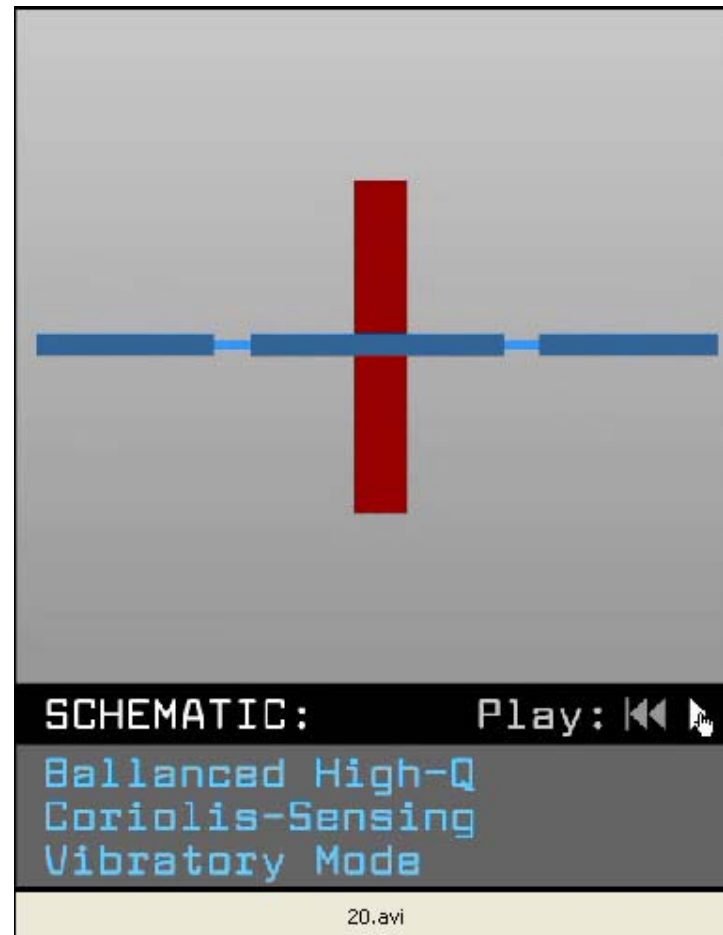 SCHEMATIC: Play:
Ballanced High-Q
Coriolis-Sensing
Vibratory Mode
20.avi